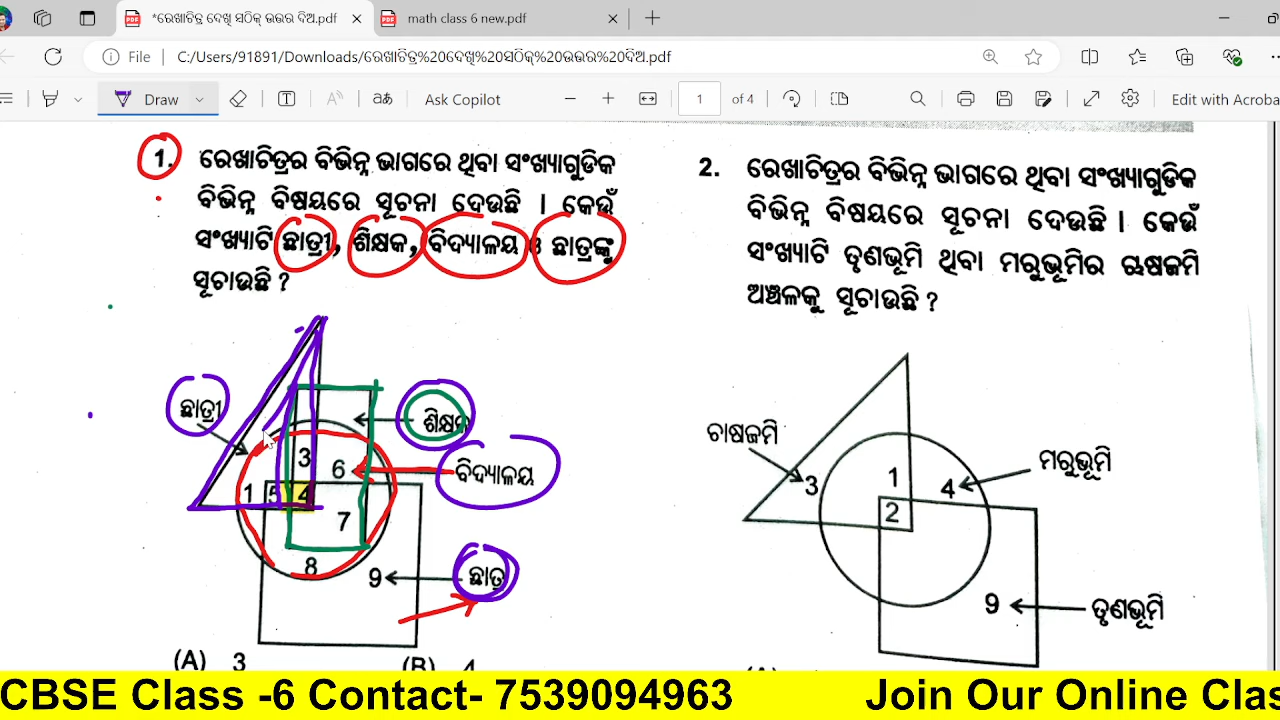 *ରେଖାଚିତ୍ର ଦେଖି ସଠିକ୍ ଉତ୍ତର ଦିଅ.pdf
math class 6 new.pdf
File
C:/Users/91891/Downloads/ରେଖାଚିତ୍ର%20ଦେଖି%20ସଠିକ୍%20ଉତ୍ତର%20ଦିଅ.pdf
Draw
Ask Copilot
1 of 4
Edit with Acroba
1. ରେଖାଚିତ୍ରର ବିଭିନ୍ନ ଭାଗରେ ଥିବା ସଂଖ୍ୟାଗୁଡିକ
ବିଭିନ୍ନ ବିଷୟରେ ସୂଚନା ଦେଉଛି । କେଉଁ
ସଂଖ୍ୟାଟି ଛାତ୍ରୀ, ଶିକ୍ଷକ, ବିଦ୍ୟାଳୟ ଓ ଛାତ୍ରଙ୍କୁ
ସୂଚାଉଛି ?
ଛାତ୍ରୀ
ଶିକ୍ଷକ
3
6
ବିଦ୍ୟାଳୟ
1 5 4
7
8
9
ଛାତ୍ର
(A) 3
(B) 4
2. ରେଖାଚିତ୍ରର ବିଭିନ୍ନ ଭାଗରେ ଥିବା ସଂଖ୍ୟାଗୁଡିକ
ବିଭିନ୍ନ ବିଷୟରେ ସୂଚନା ଦେଉଛି । କେଉଁ
ସଂଖ୍ୟାଟି ତୃଣଭୂମି ଥିବା ମରୁଭୂମିର ଋଷଜମି
ଅଞ୍ଚଳକୁ ସୂଚାଉଛି ?
ଚାଷଜମି
ମରୁଭୂମି
3
1
4
2
9
ତୃଣଭୂମି
CBSE Class -6 Contact- 7539094963
Join Our Online Clas